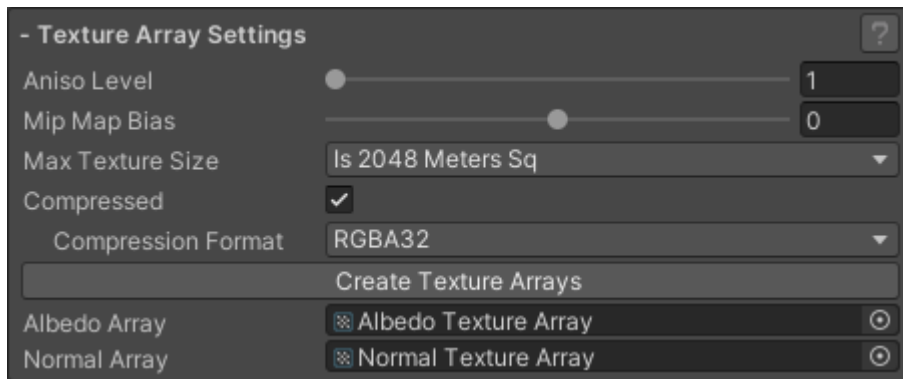 - Texture Array Settings ?
Aniso Level 1
Mip Map Bias 0
Max Texture Size Is 2048 Meters Sq
Compressed
Compression Format RGBA32
Create Texture Arrays
Albedo Array Albedo Texture Array
Normal Array Normal Texture Array